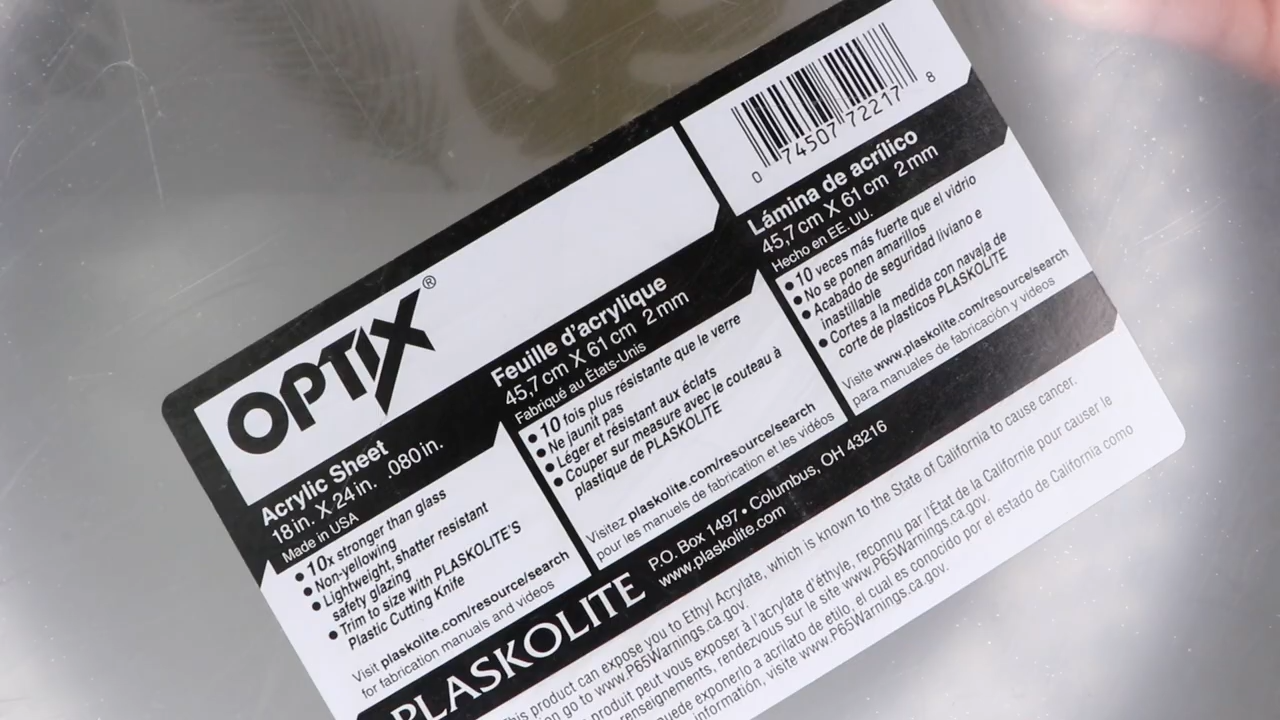 OPTIX®
Acrylic Sheet
18 in. X 24 in. .080 in.
Made in USA
• 10x stronger than glass
• Non-yellowing
• Lightweight, shatter resistant
safety glazing
• Trim to size with PLASKOLITE'S
Plastic Cutting Knife
Visit plaskolite.com/resource/search
for fabrication manuals and videos
Feuille d'acrylique
45,7 cm X 61 cm 2 mm
Fabriqué au États-Unis
• 10 fois plus résistante que le verre
• Ne jaunit pas
• Léger et résistant aux éclats
• Couper sur measure avec le couteau à
plastique de PLASKOLITE
Visitez plaskolite.com/resource/search
pour les manuels de fabrication et les vidéos
0 74507 72217 8
Lámina de acrílico
45,7 cm X 61 cm 2 mm
Hecho en EE. UU.
• 10 veces más fuerte que el vidrio
• No se ponen amarillos
• Acabado de seguridad liviano e
inastillable
• Cortes a la medida con navaja de
corte de plasticos PLASKOLITE
Visite www.plaskolite.com/resource/search
para manuales de fabricación y videos
PLASKOLITE
P.O. Box 1497 • Columbus, OH 43216
www.plaskolite.com
This product can expose you to Ethyl Acrylate, which is known to the State of California to cause cancer.
go to www.P65Warnings.ca.gov.
produit peut vous exposer à l'acrylate d'éthyle, reconnu par l'État de la Californie pour causer le
renseignements, rendezvous sur le site www.P65Warnings.ca.gov.
puede exponerlo a acrilato de etilo, el cual es conocido por el estado de California como
información, visite www.P65Warnings.ca.gov.